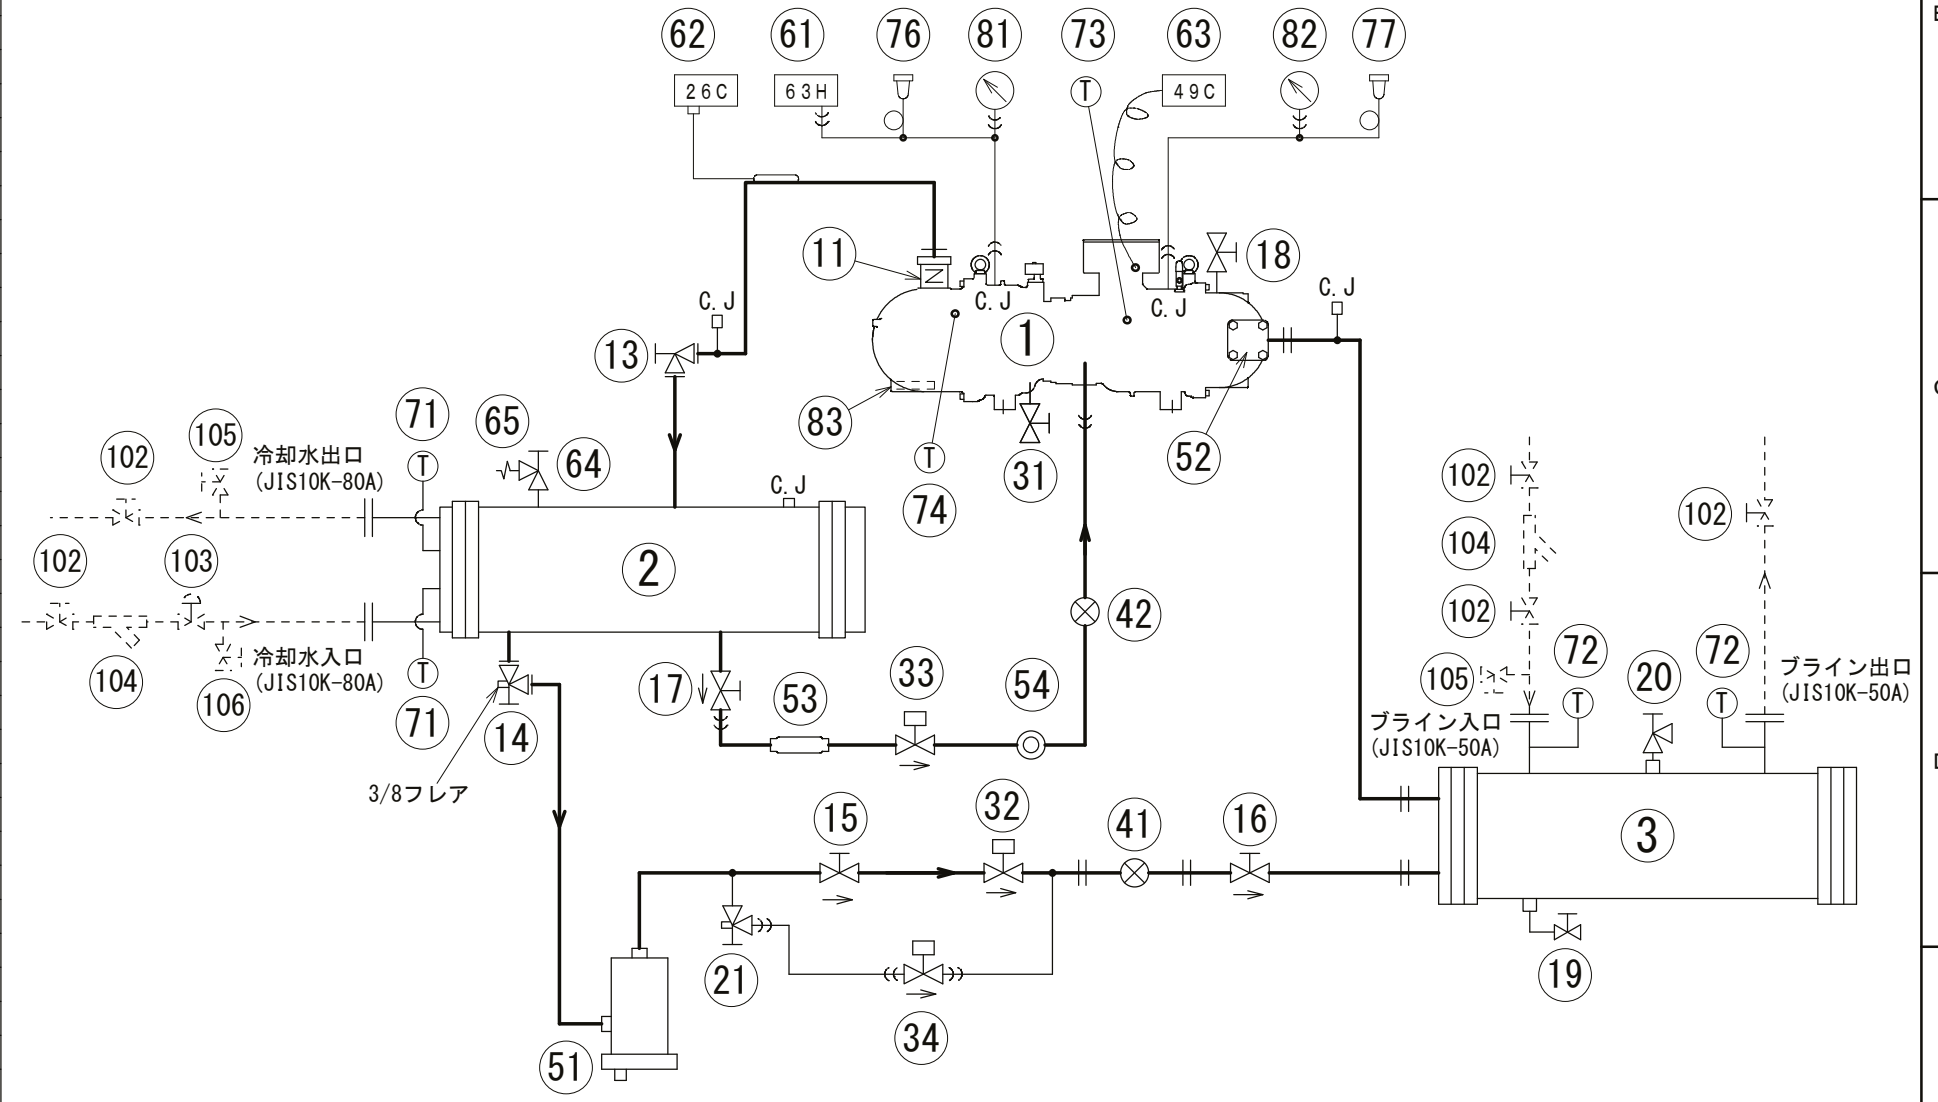 62 61 76 81 73 63 82 77
26C 63H T 49C
11 18
C.J C.J C.J C.J
13 1
71 65 83 52
105 冷却水出口
102 (JIS10K-80A) T 64 C.J T 31 102
74 102
102 103 2 104
42 102
104 冷却水入口
(JIS10K-80A) T 17 33 54 72 20 72 ブライン出口
(JIS10K-50A)
106 71 14 53 105 T T
ブライン入口
(JIS10K-50A)
3/8フレア
15 32 41 16 3
21 19
34
51